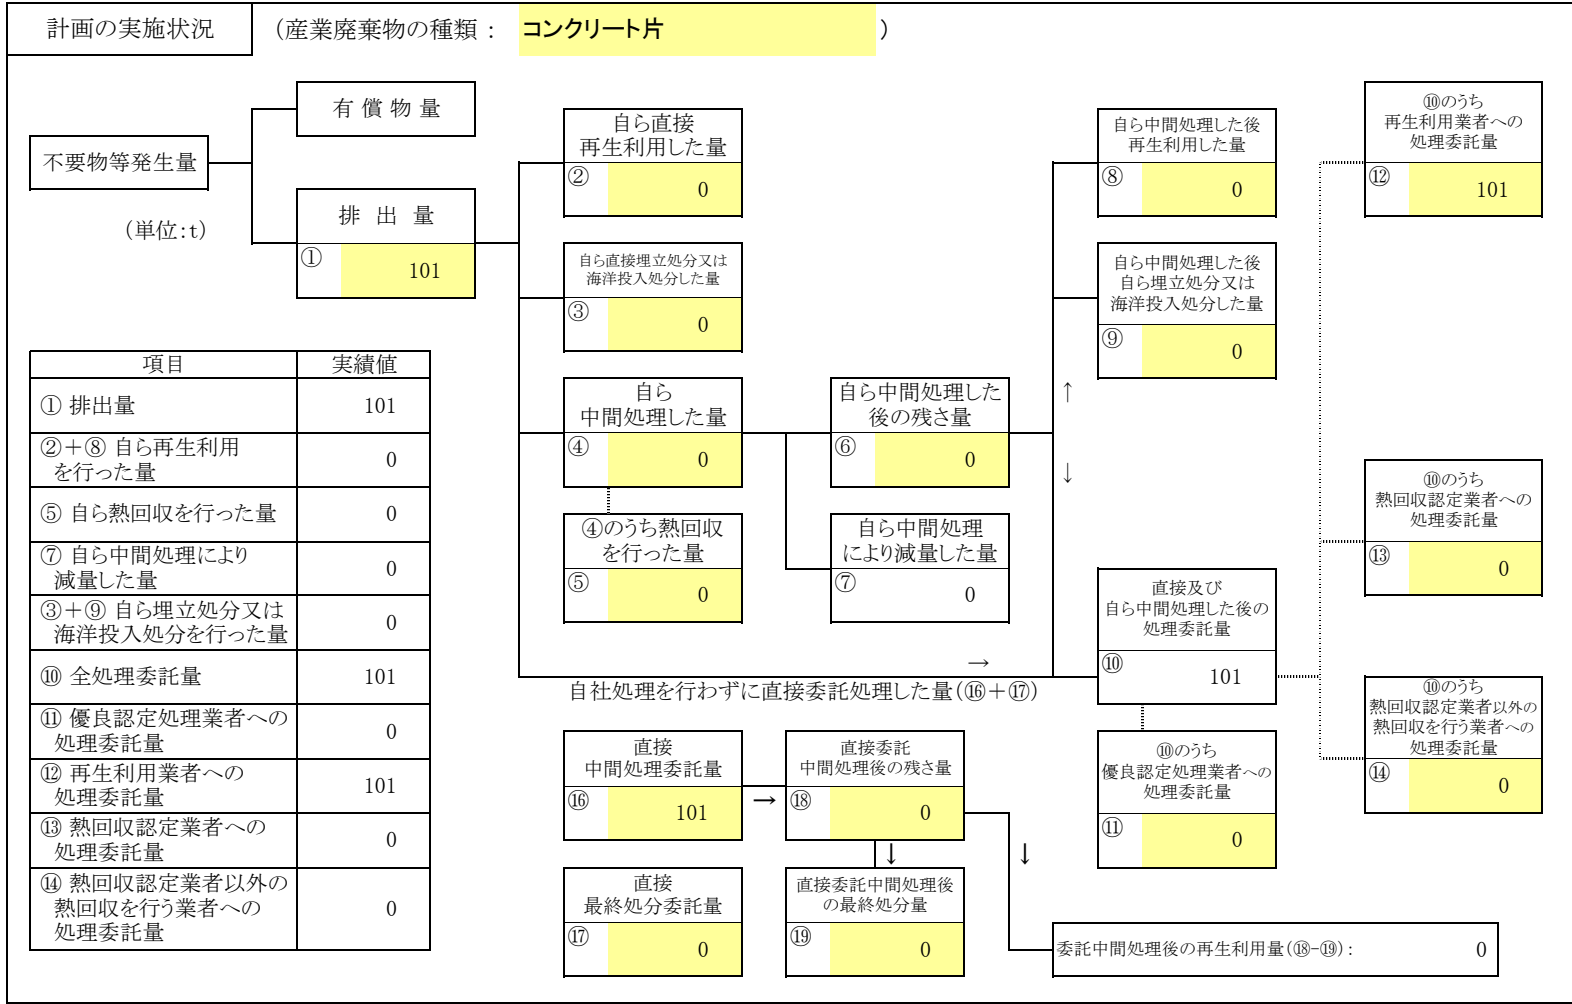 計画の実施状況 (産業廃棄物の種類： コンクリート片 )
有 償 物 量
不要物等発生量
(単位:t)
排 出 量
① 101
自ら直接
再生利用した量
② 0
自ら直接埋立処分又は
海洋投入処分した量
③ 0
自ら
中間処理した量
④ 0
④のうち熱回収
を行った量
⑤ 0
自ら中間処理した
後の残さ量
⑥ 0
自ら中間処理
により減量した量
⑦ 0
自ら中間処理した後
再生利用した量
⑧ 0
自ら中間処理した後
自ら埋立処分又は
海洋投入処分した量
⑨ 0
↑
↓
直接及び
自ら中間処理した後の
処理委託量
⑩ 101
⑩のうち
優良認定処理業者への
処理委託量
⑪ 0
⑩のうち
再生利用業者への
処理委託量
⑫ 101
⑩のうち
熱回収認定業者への
処理委託量
⑬ 0
⑩のうち
熱回収認定業者以外の
熱回収を行う業者への
処理委託量
⑭ 0
→
自社処理を行わずに直接委託処理した量(⑯＋⑰)
直接
中間処理委託量
⑯ 101
→
直接委託
中間処理後の残さ量
⑱ 0
↓
↓
直接
最終処分委託量
⑰ 0
直接委託中間処理後
の最終処分量
⑲ 0
委託中間処理後の再生利用量(⑱-⑲)： 0
項目 実績値
① 排出量 101
②＋⑧ 自ら再生利用
を行った量 0
⑤ 自ら熱回収を行った量 0
⑦ 自ら中間処理により
減量した量 0
③＋⑨ 自ら埋立処分又は
海洋投入処分を行った量 0
⑩ 全処理委託量 101
⑪ 優良認定処理業者への
処理委託量 0
⑫ 再生利用業者への
処理委託量 101
⑬ 熱回収認定業者への
処理委託量 0
⑭ 熱回収認定業者以外の
熱回収を行う業者への
処理委託量 0